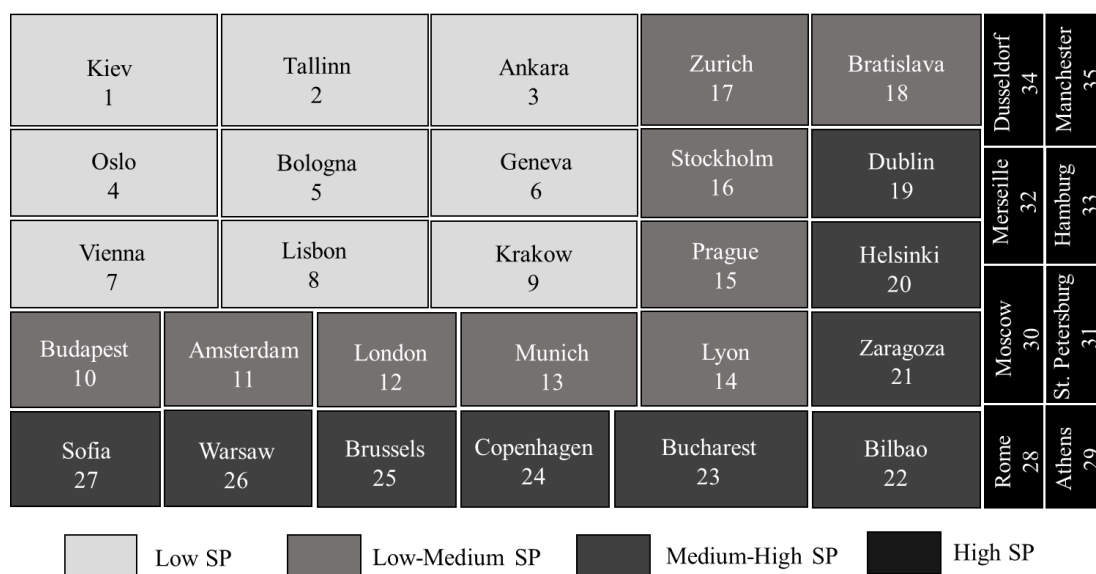 Kiev
1
Tallinn
2
Ankara
3
Zurich
17
Bratislava
18
Dusseldorf
34
Manchester
35
Oslo
4
Bologna
5
Geneva
6
Stockholm
16
Dublin
19
Merseille
32
Hamburg
33
Vienna
7
Lisbon
8
Krakow
9
Prague
15
Helsinki
20
Moscow
30
St. Petersburg
31
Budapest
10
Amsterdam
11
London
12
Munich
13
Lyon
14
Zaragoza
21
Sofia
27
Warsaw
26
Brussels
25
Copenhagen
24
Bucharest
23
Bilbao
22
Rome
28
Athens
29
Low SP
Low-Medium SP
Medium-High SP
High SP